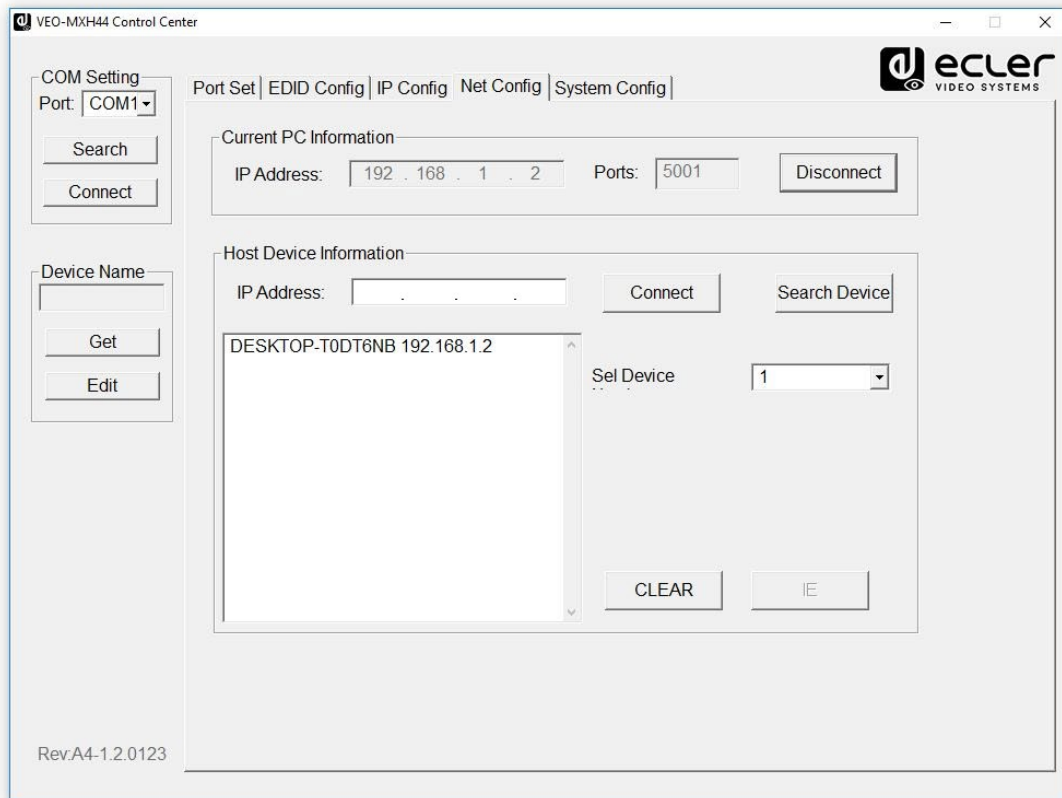 VEO-MXH44 Control Center
ecler
VIDEO SYSTEMS
COM Setting
Port: COM1
Search
Connect
Device Name
Get
Edit
Rev:A4-1.2.0123
Port Set EDID Config IP Config Net Config System Config
Current PC Information
IP Address: 192 . 168 . 1 . 2 Ports: 5001 Disconnect
Host Device Information
IP Address: . . . Connect Search Device
DESKTOP-T0DT6NB 192.168.1.2
Sel Device 1
CLEAR IE